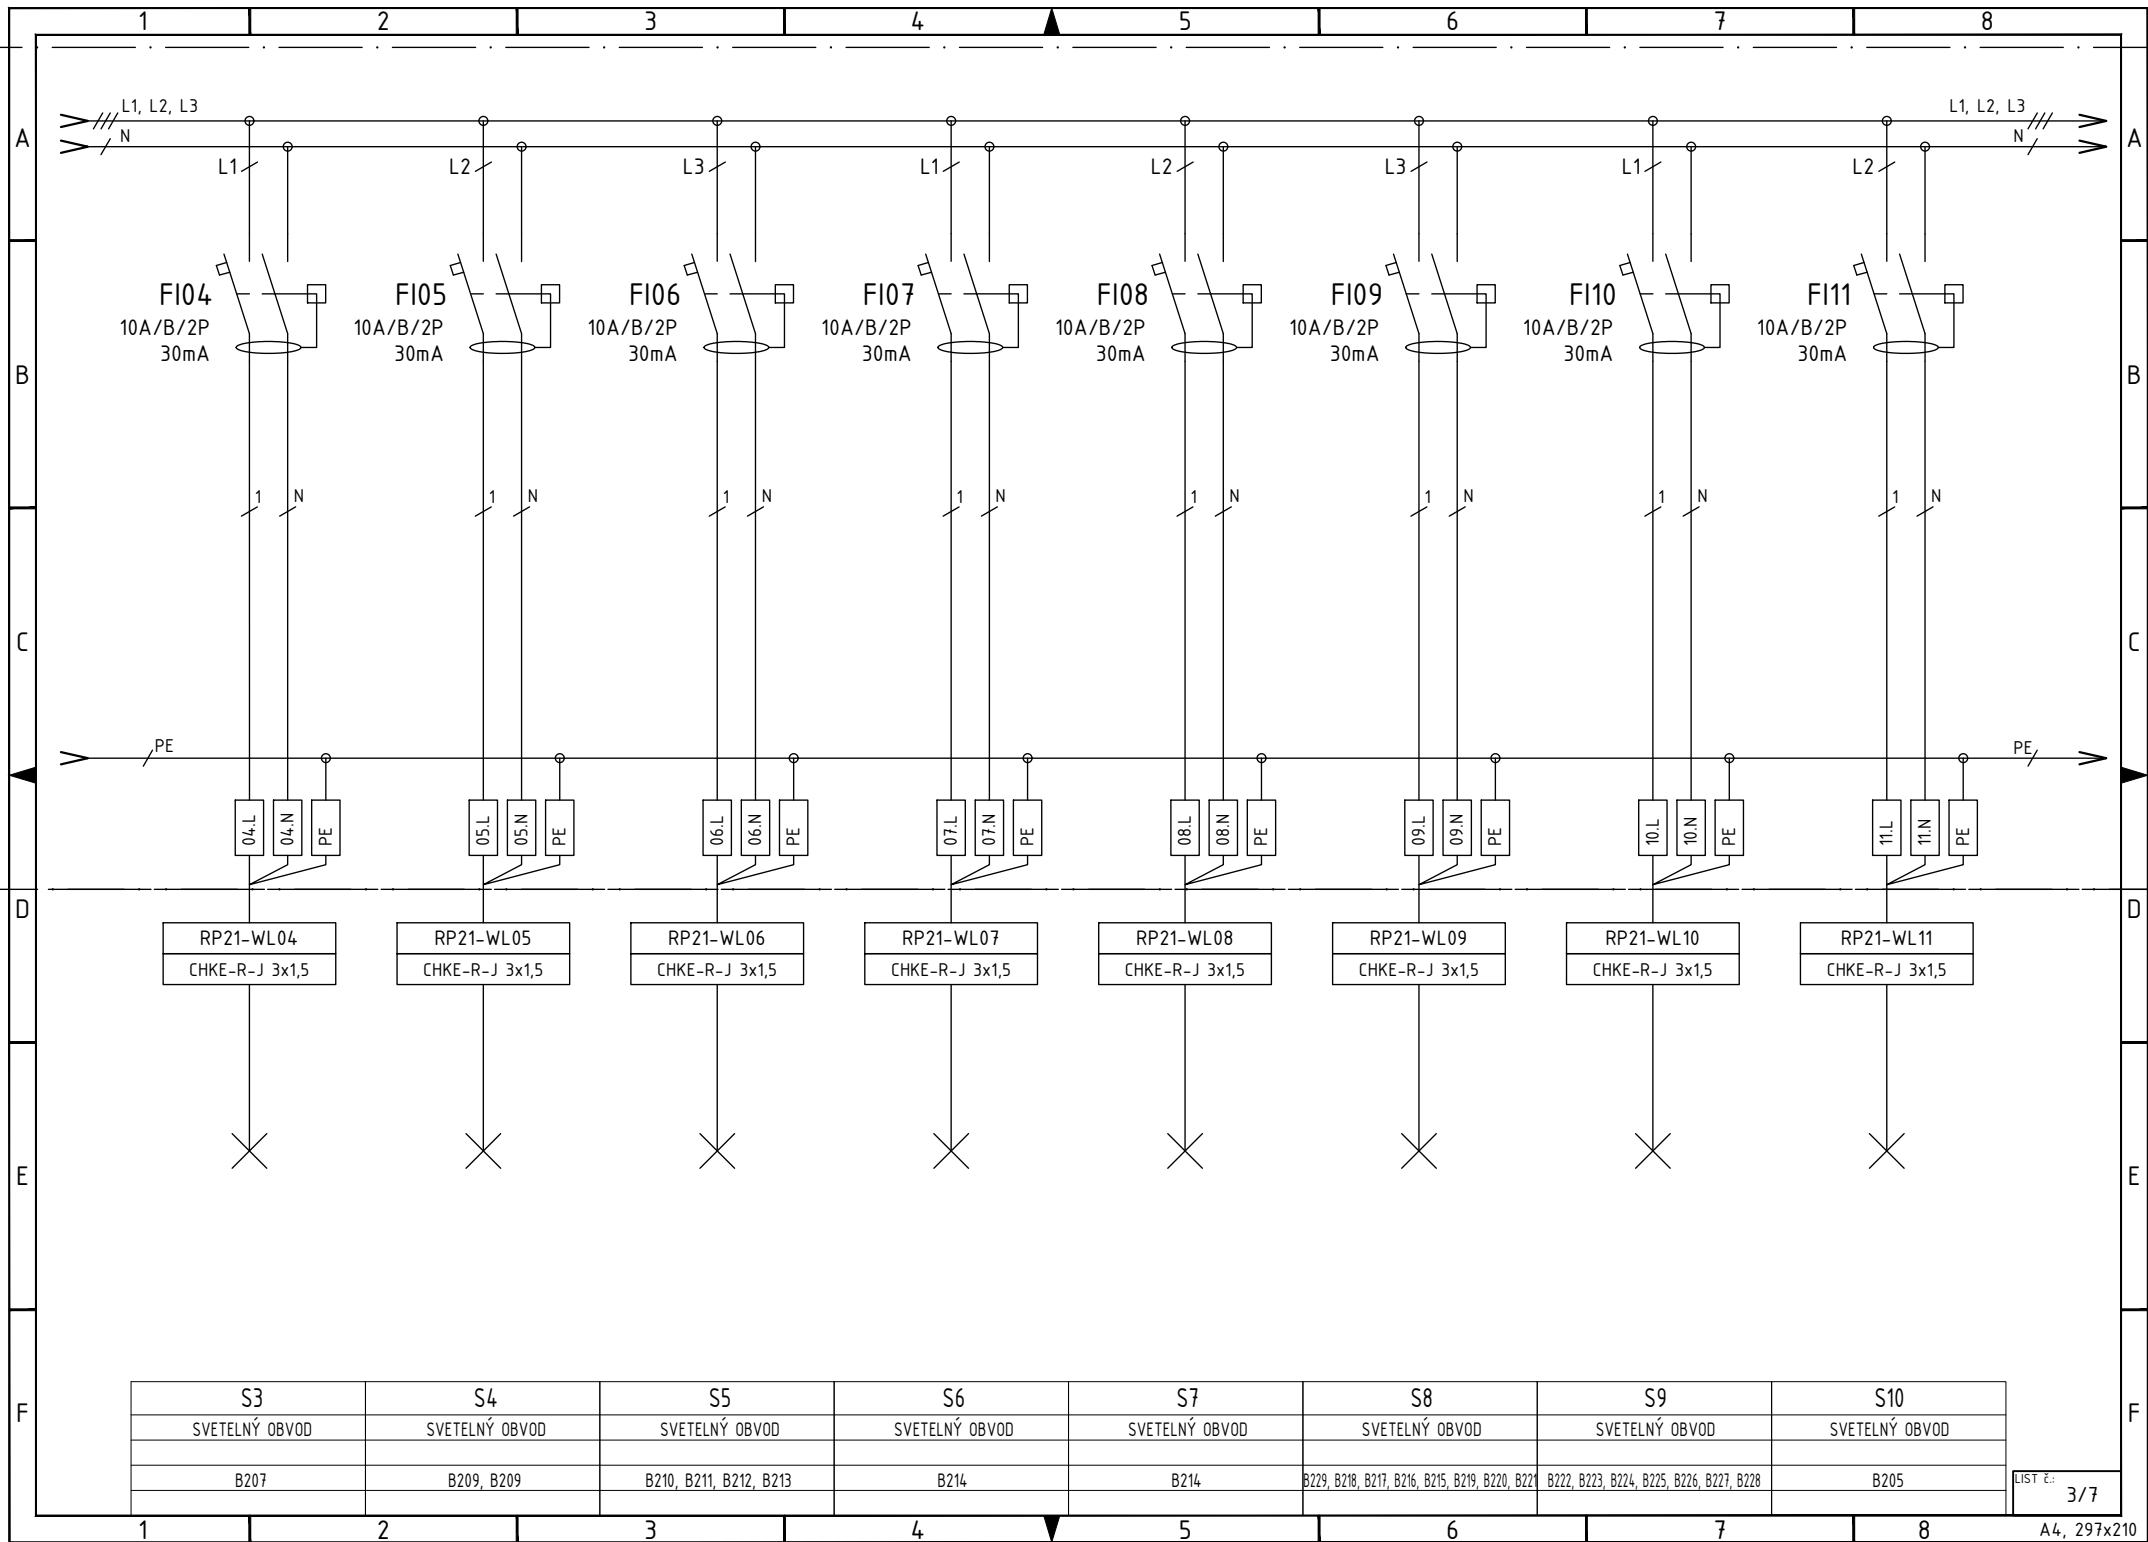 1 2 3 4 5 6 7 8
L1, L2, L3 L1, L2, L3
A N N A
L1 L2 L3 L1 L2 L3 L1 L2
FI04 FI05 FI06 FI07 FI08 FI09 FI10 FI11
10A/B/2P 10A/B/2P 10A/B/2P 10A/B/2P 10A/B/2P 10A/B/2P 10A/B/2P 10A/B/2P
30mA 30mA 30mA 30mA 30mA 30mA 30mA 30mA
B B
1 N 1 N 1 N 1 N 1 N 1 N 1 N 1 N
C C
PE PE
04.L 04.N PE 05.L 05.N PE 06.L 06.N PE 07.L 07.N PE 08.L 08.N PE 09.L 09.N PE 10.L 10.N PE 11.L 11.N PE
D D
RP21-WL04 RP21-WL05 RP21-WL06 RP21-WL07 RP21-WL08 RP21-WL09 RP21-WL10 RP21-WL11
CHKE-R-J 3x1,5 CHKE-R-J 3x1,5 CHKE-R-J 3x1,5 CHKE-R-J 3x1,5 CHKE-R-J 3x1,5 CHKE-R-J 3x1,5 CHKE-R-J 3x1,5 CHKE-R-J 3x1,5
E E
S3 S4 S5 S6 S7 S8 S9 S10
F F
SVETELNÝ OBVOD SVETELNÝ OBVOD SVETELNÝ OBVOD SVETELNÝ OBVOD SVETELNÝ OBVOD SVETELNÝ OBVOD SVETELNÝ OBVOD SVETELNÝ OBVOD
B207 B209, B209 B210, B211, B212, B213 B214 B214 B229, B218, B217, B216, B215, B219, B220, B221 B222, B223, B224, B225, B226, B227, B228 B205
LIST č.:
3/7
1 2 3 4 5 6 7 8
A4, 297x210